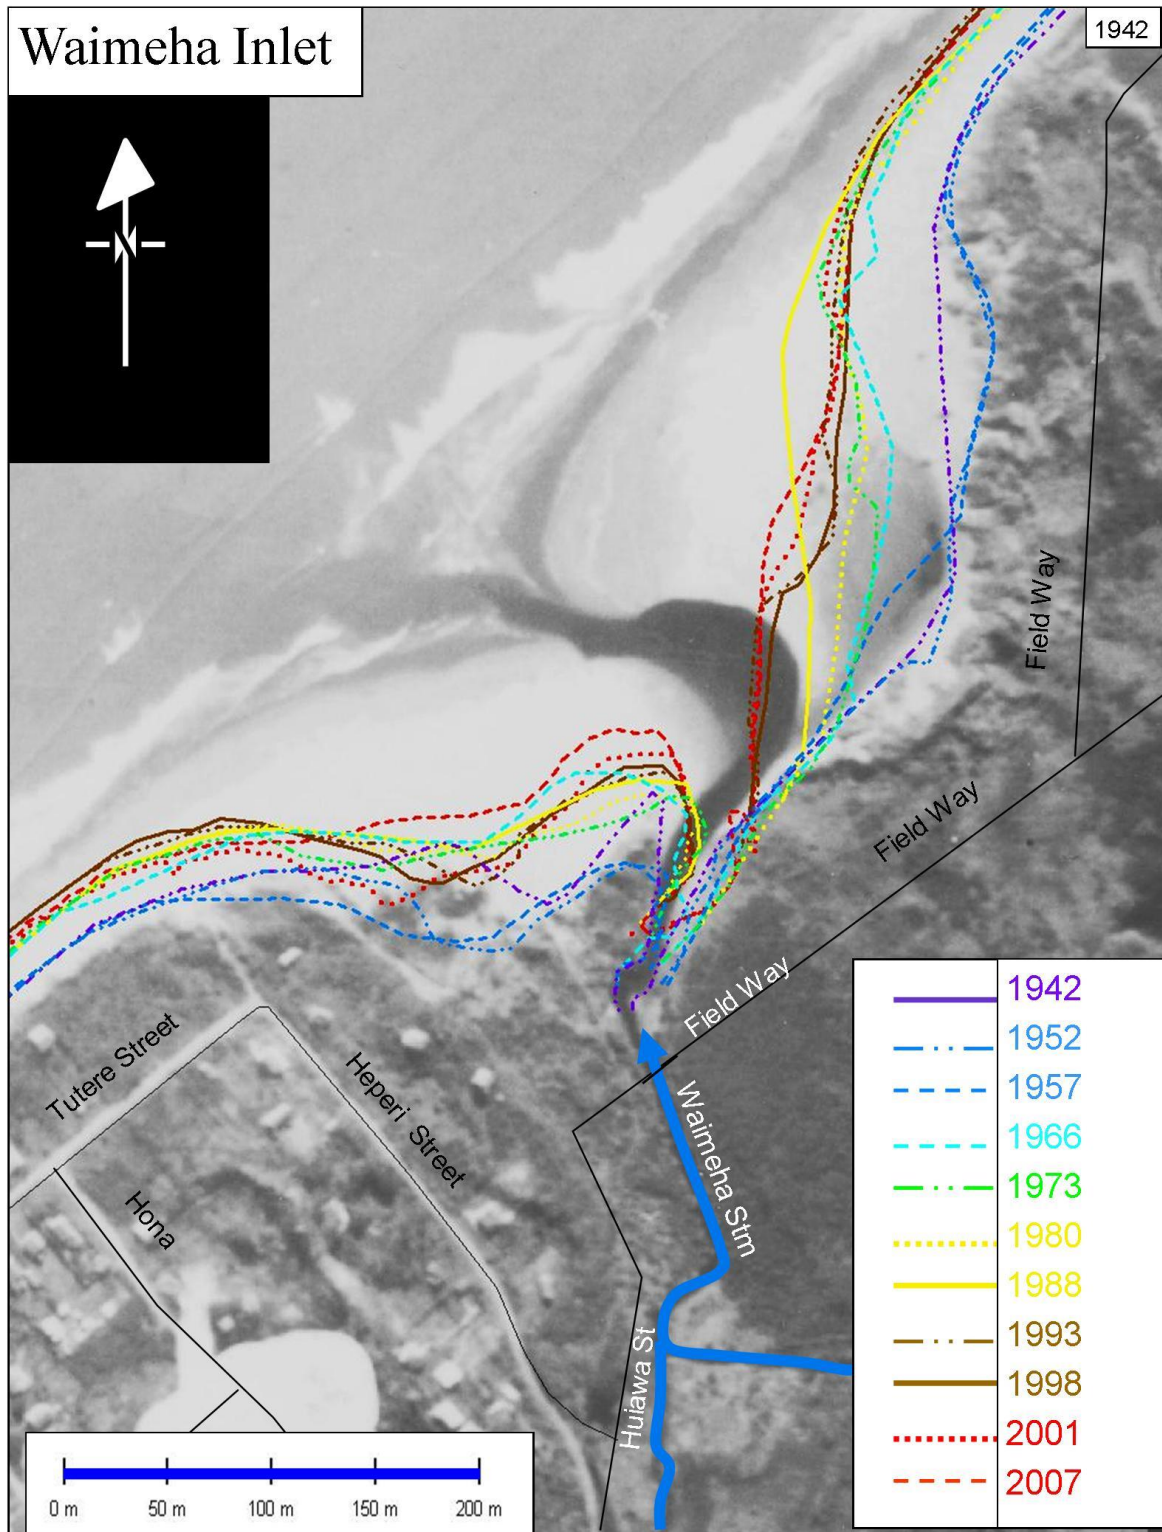 Waimeha Inlet
1942
N
Field Way
Field Way
Field Way
Tutere Street
Heperi Street
Waimeha Stm
Hona
Huiawa St
1942
1952
1957
1966
1973
1980
1988
1993
1998
2001
2007
0 m 50 m 100 m 150 m 200 m